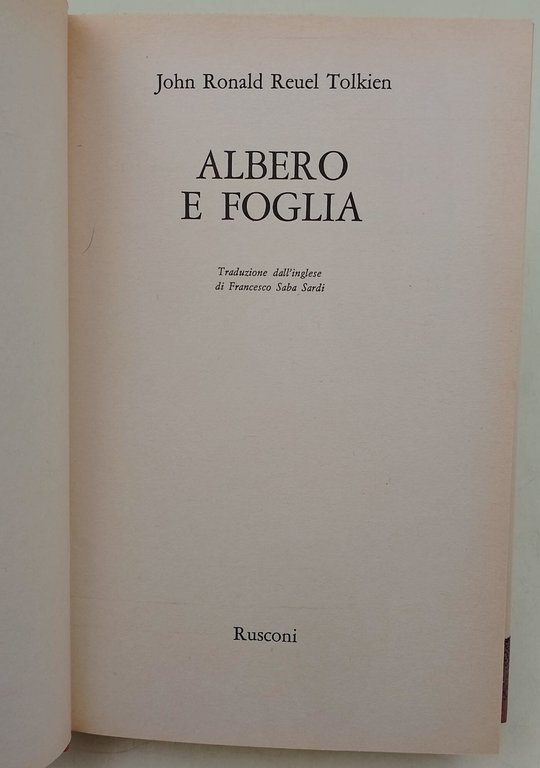 John Ronald Reuel Tolkien
ALBERO
E FOGLIA
Traduzione dall'inglese
di Francesco Saba Sardi
Rusconi